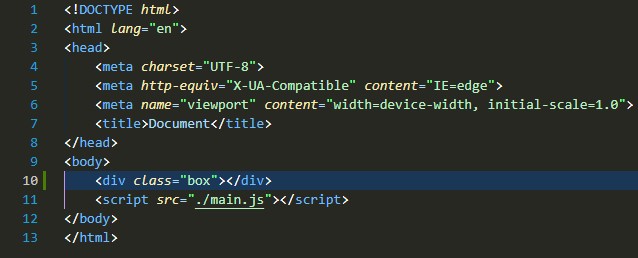 1 <!DOCTYPE html>
2 <html lang="en">
3 <head>
4     <meta charset="UTF-8">
5     <meta http-equiv="X-UA-Compatible" content="IE=edge">
6     <meta name="viewport" content="width=device-width, initial-scale=1.0">
7     <title>Document</title>
8 </head>
9 <body>
10     <div class="box"></div>
11     <script src="./main.js"></script>
12 </body>
13 </html>